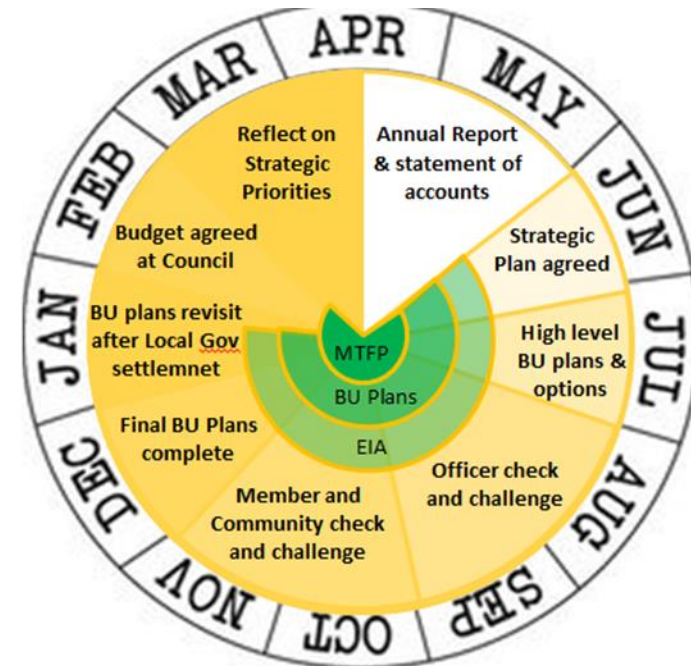 APR
MAY
JUN
JUL
AUG
SEP
OCT
NOV
DEC
JAN
FEB
MAR
Annual Report
& statement of
accounts
Strategic
Plan agreed
High level
BU plans &
options
Officer check
and challenge
Member and
Community check
and challenge
Final BU Plans
complete
BU plans revisit
after Local Gov
settlemnet
Budget agreed
at Council
Reflect on
Strategic
Priorities
MTFP
BU Plans
EIA